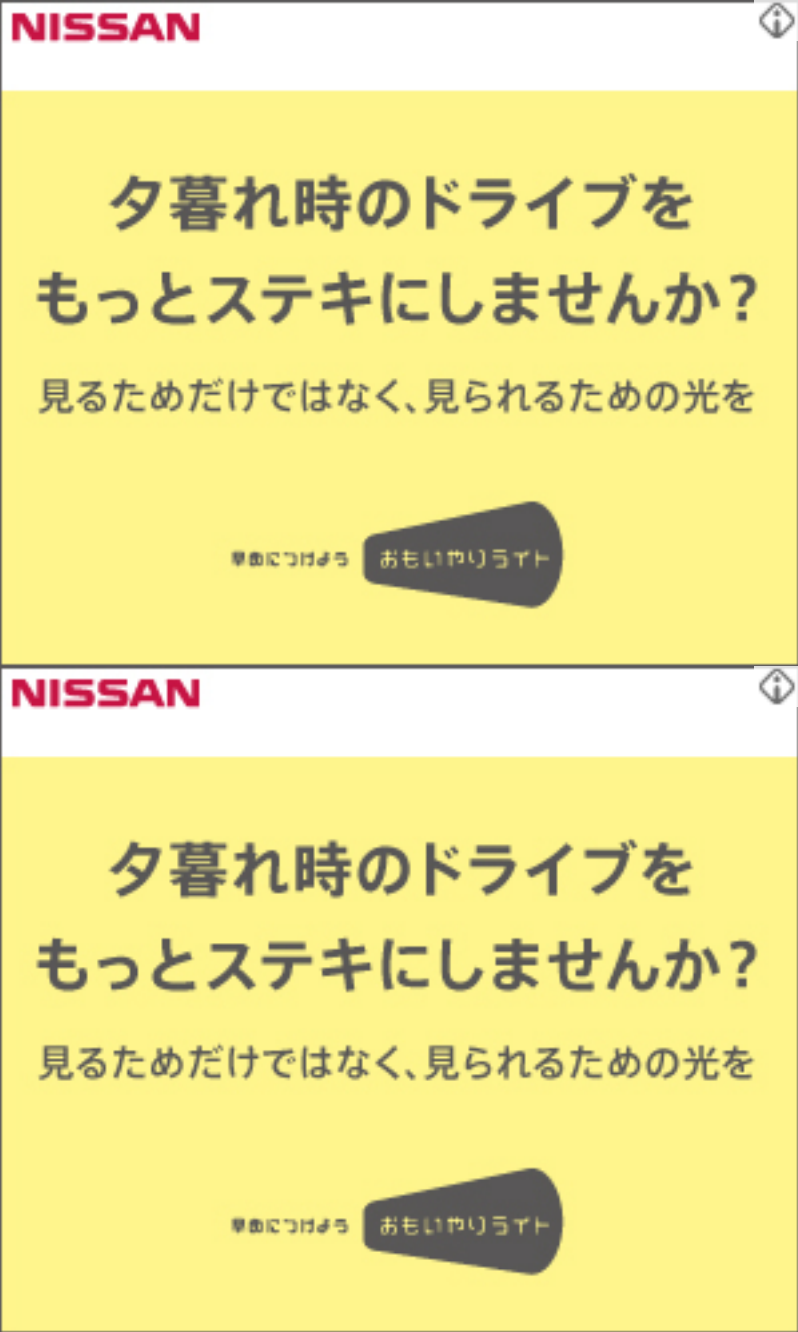 NISSAN
夕暮れ時のドライブを
もっとステキにしませんか?
見るためだけではなく、見られるための光を
早めにつけよう おもいやりライト
NISSAN
夕暮れ時のドライブを
もっとステキにしませんか?
見るためだけではなく、見られるための光を
早めにつけよう おもいやりライト